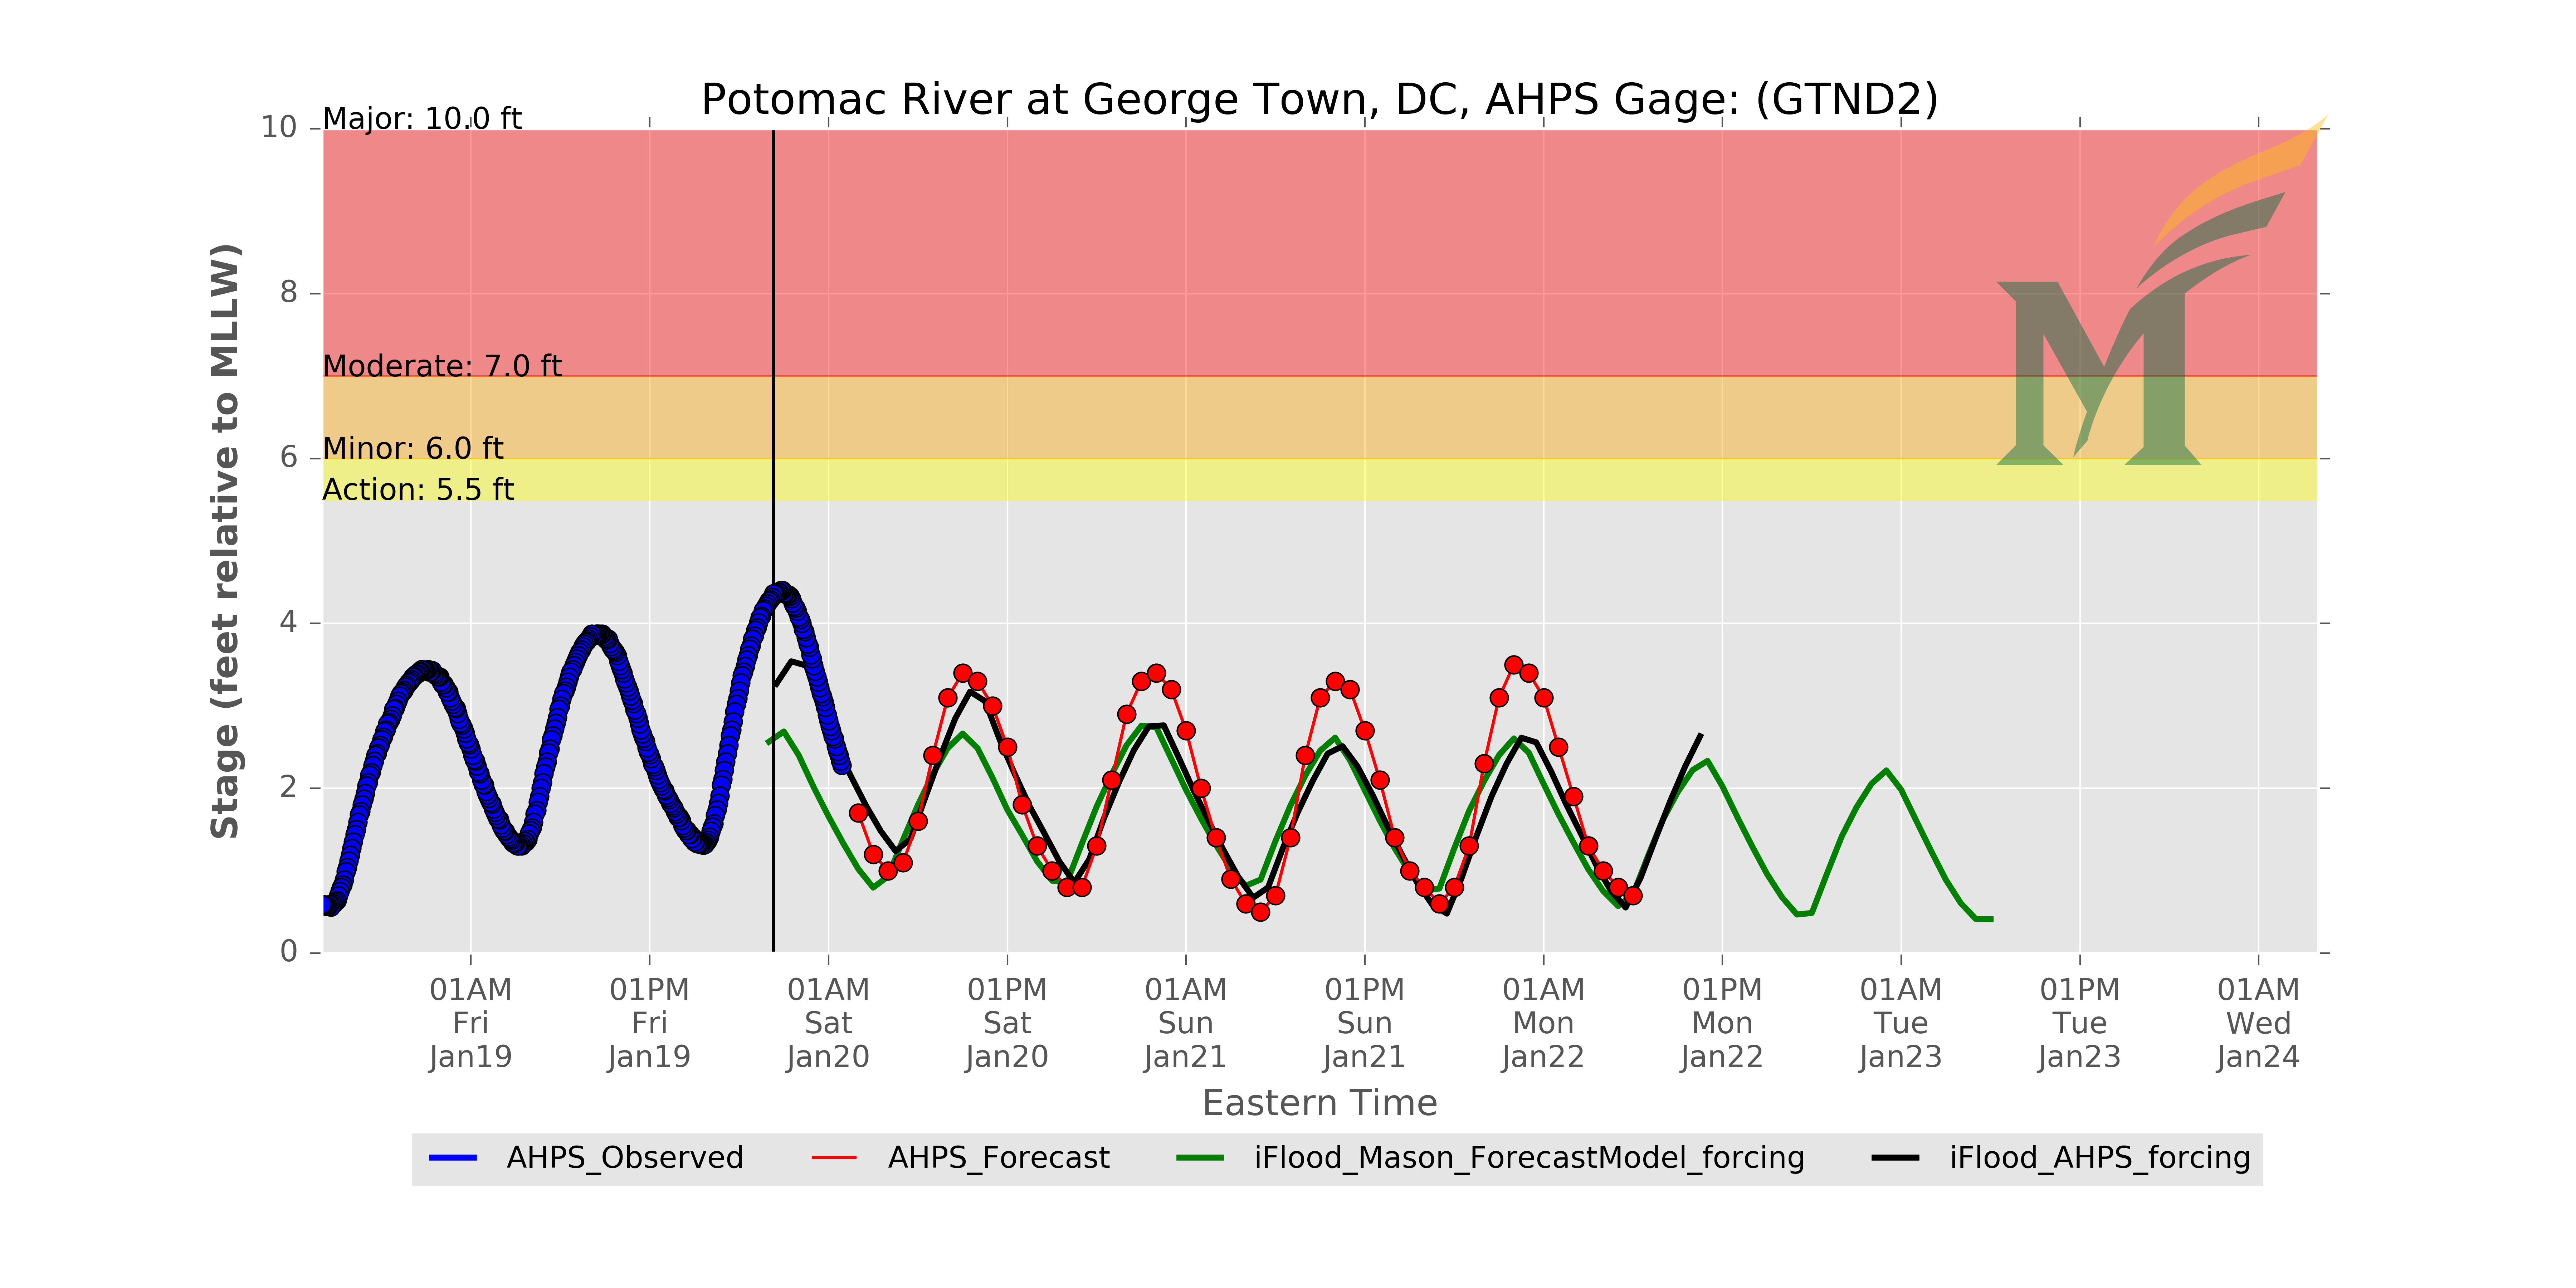 Potomac River at George Town, DC, AHPS Gage: (GTND2)
Major: 10.0 ft
Moderate: 7.0 ft
Minor: 6.0 ft
Action: 5.5 ft
10
8
6
4
2
0
Stage (feet relative to MLLW)
01AM 01PM 01AM 01PM 01AM 01PM 01AM 01PM 01AM 01PM 01AM
Fri Fri Sat Sat Sun Sun Mon Mon Tue Tue Wed
Jan19 Jan19 Jan20 Jan20 Jan21 Jan21 Jan22 Jan22 Jan23 Jan23 Jan24
Eastern Time
AHPS_Observed AHPS_Forecast iFlood_Mason_ForecastModel_forcing iFlood_AHPS_forcing
M